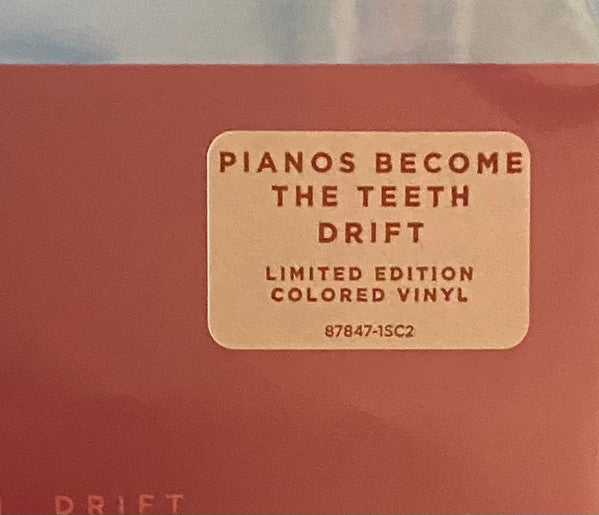 PIANOS BECOME
THE TEETH
DRIFT
LIMITED EDITION
COLORED VINYL
87847-1SC2
DRIFT